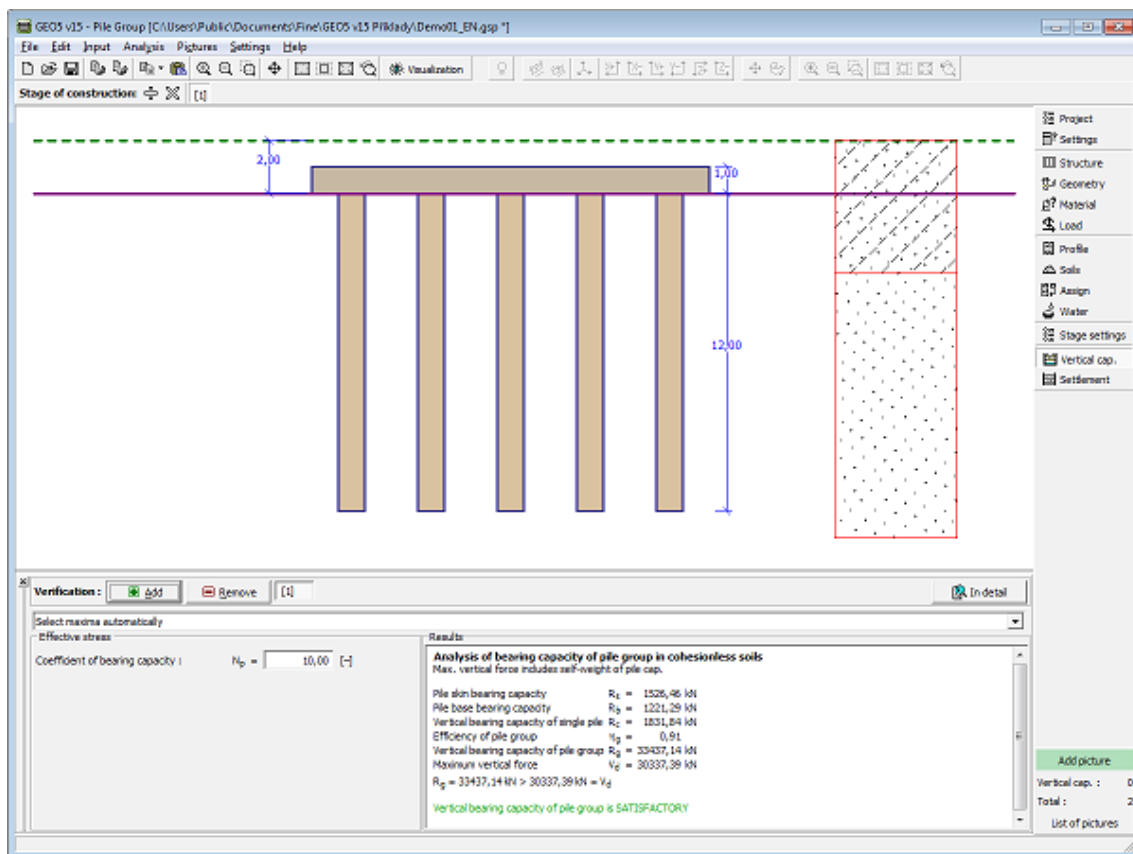 GEO5 v15 - Pile Group [C:\Users\Public\Documents\Fine\GEO5 v15 Příklady\Demo01_EN.gsp *]
File Edit Input Analysis Pictures Settings Help
Visualization
Stage of construction: [1]
2,00
1,00
12,00
Project
Settings
Structure
Geometry
Material
Load
Profile
Soils
Assign
Water
Stage settings
Vertical cap.
Settlement
Verification : Add Remove [1] In detail
Select maxima automatically
Effective stress
Coefficient of bearing capacity : Np = 10,00 [-]
Results
Analysis of bearing capacity of pile group in cohesionless soils
Max. vertical force includes self-weight of pile cap.
Pile skin bearing capacity Rs = 1526,46 kN
Pile base bearing capacity Rb = 1221,29 kN
Vertical bearing capacity of single pile Rc = 1831,84 kN
Efficiency of pile group ηg = 0,91
Vertical bearing capacity of pile group Rg = 33437,14 kN
Maximum vertical force Vd = 30337,39 kN
Rg = 33437,14 kN > 30337,39 kN = Vd
Vertical bearing capacity of pile group is SATISFACTORY
Add picture
Vertical cap. : 0
Total : 2
List of pictures